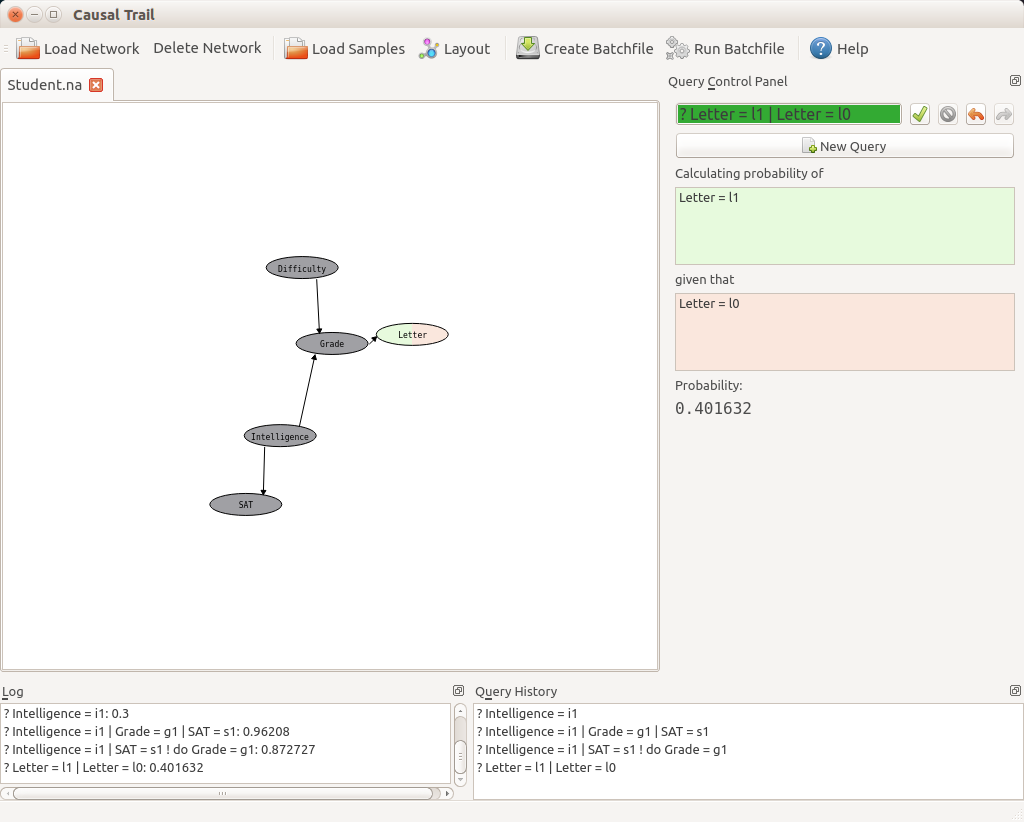 Causal Trail
Load Network Delete Network Load Samples Layout Create Batchfile Run Batchfile ? Help
Student.na
Query Control Panel
? Letter = l1 | Letter = l0
New Query
Calculating probability of
Letter = l1
given that
Letter = l0
Probability:
0.401632
Difficulty
Letter
Grade
Intelligence
SAT
Log
? Intelligence = i1: 0.3
? Intelligence = i1 | Grade = g1 | SAT = s1: 0.96208
? Intelligence = i1 | SAT = s1 ! do Grade = g1: 0.872727
? Letter = l1 | Letter = l0: 0.401632
Query History
? Intelligence = i1
? Intelligence = i1 | Grade = g1 | SAT = s1
? Intelligence = i1 | SAT = s1 ! do Grade = g1
? Letter = l1 | Letter = l0